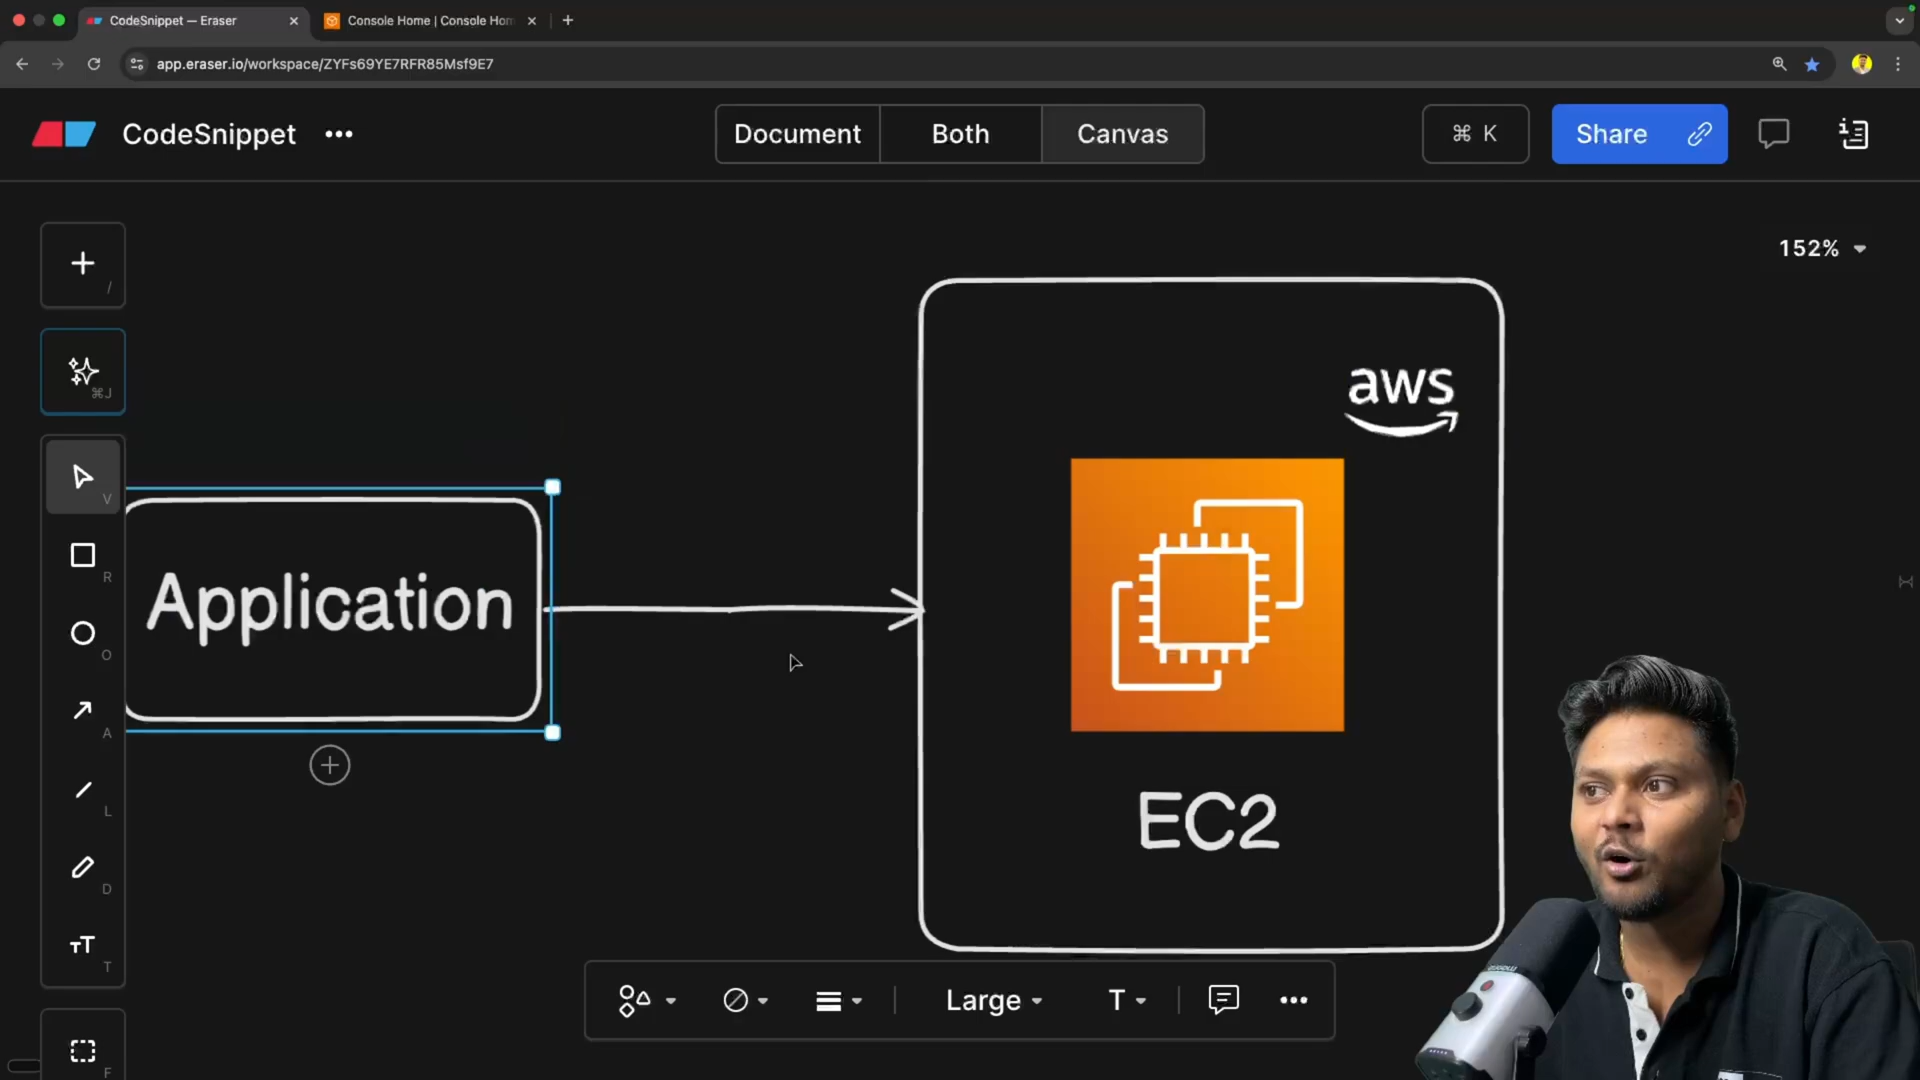 CodeSnippet — Eraser
Console Home | Console Hom
app.eraser.io/workspace/ZYFs69YE7RFR85Msf9E7
CodeSnippet
Document
Both
Canvas
⌘ K
Share
152%
/
⌘J
V
R
O
A
L
D
T
F
Application
aws
EC2
Large
T